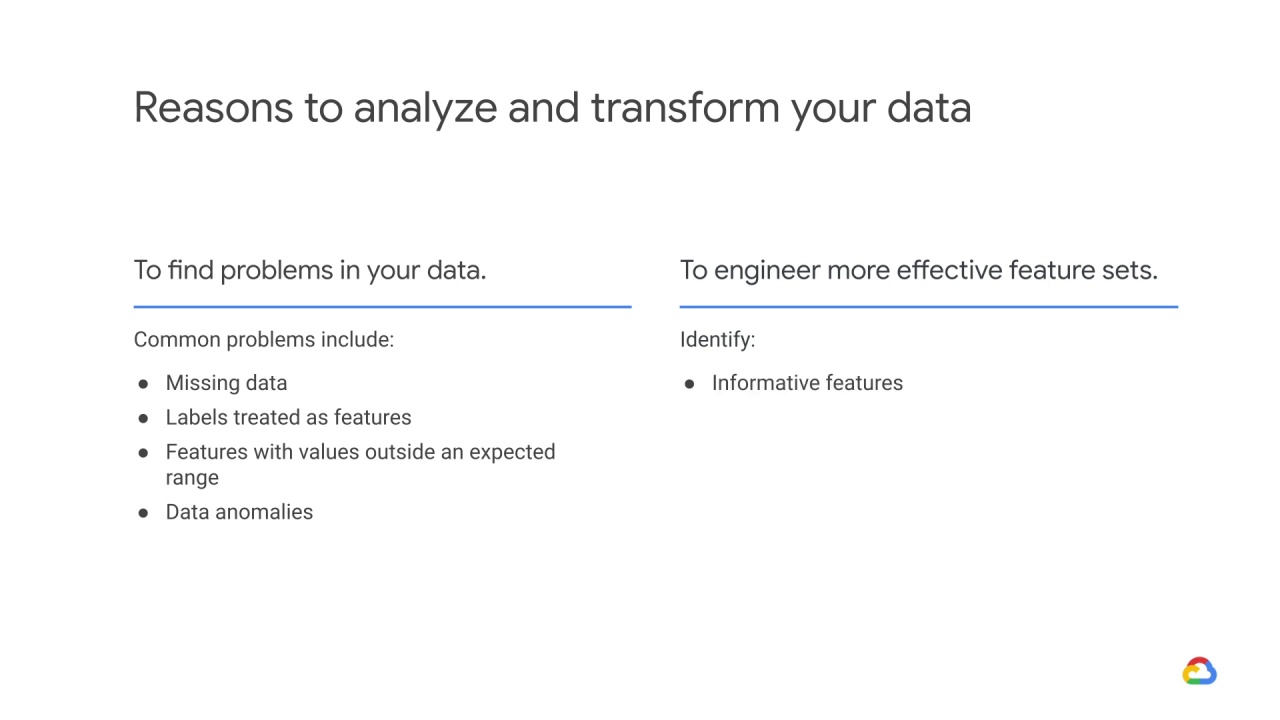 Reasons to analyze and transform your data
To find problems in your data.
Common problems include:
● Missing data
● Labels treated as features
● Features with values outside an expected
range
● Data anomalies
To engineer more effective feature sets.
Identify:
● Informative features